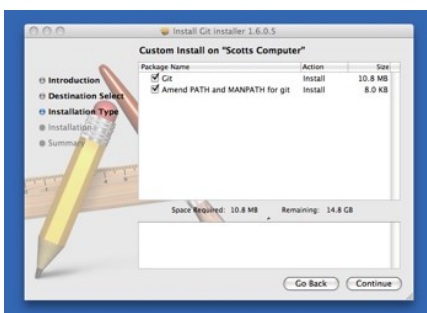 Install Git installer 1.6.0.5
Custom Install on "Scotts Computer"
Package Name Action Size
Git Install 10.8 MB
Amend PATH and MANPATH for git Install 8.0 KB
Introduction
Destination Select
Installation Type
Installation
Summary
Space Required: 10.8 MB Remaining: 14.8 GB
Go Back Continue